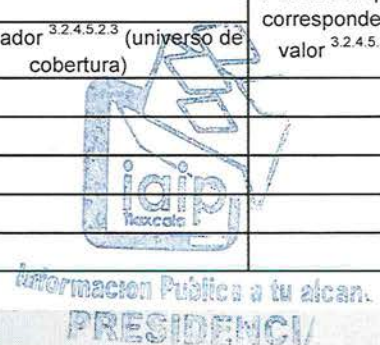 ador 3.2.4.5.2.3 (universo de
cobertura)
corresponde
valor 3.2.4.5.
iaip
Tlaxcala
Información Pública a tu alcan.
PRESIDENCI